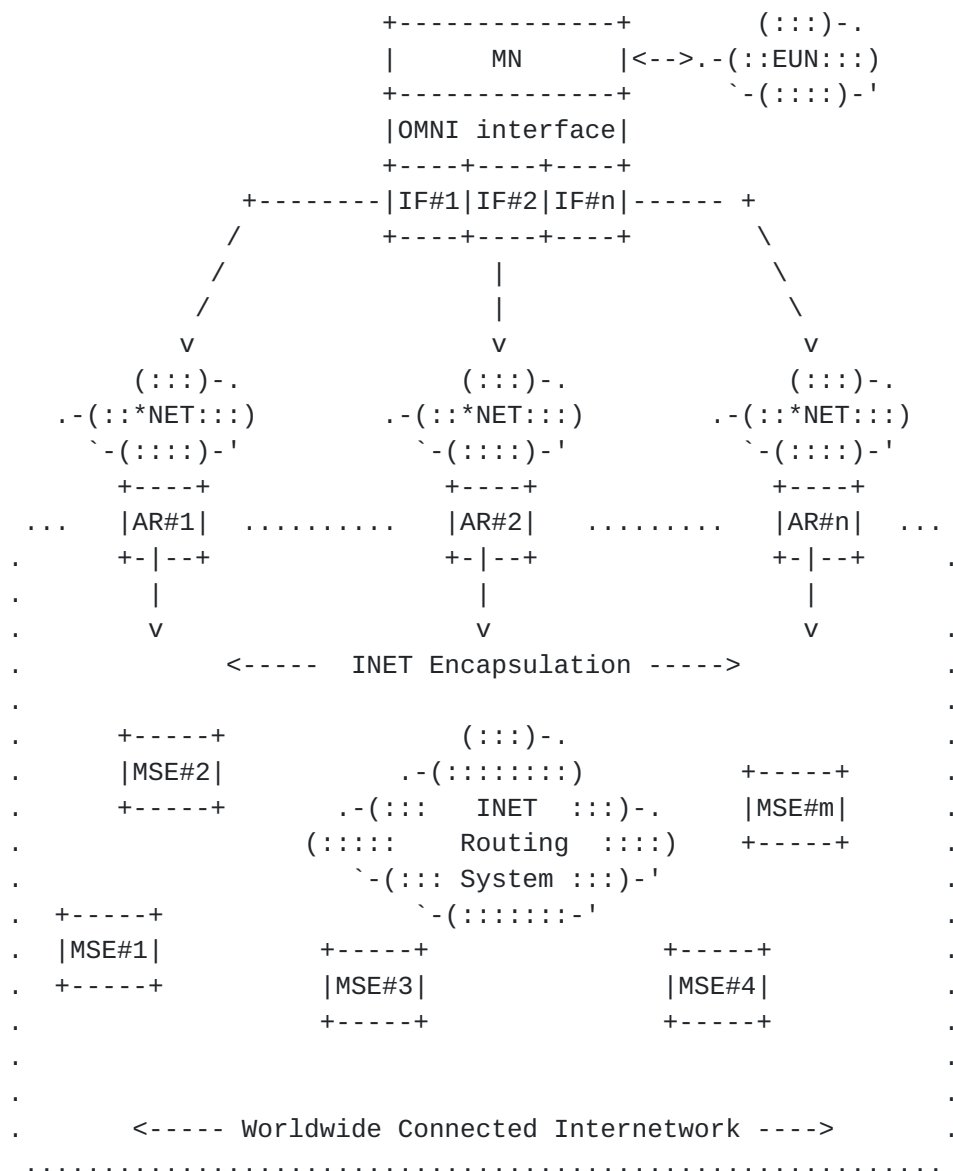 +--------------+        (:::)-.
|      MN      |<-->.-(::EUN:::)
+--------------+      `-(::::)-'
|OMNI interface|
+----+----+----+
+--------|IF#1|IF#2|IF#n|------ +
/         +----+----+----+        \
/                 |                 \
/                  |                  \
v                   v                   v
(:::)-.              (:::)-.              (:::)-.
.-(::*NET:::)        .-(::*NET:::)        .-(::*NET:::)
`-(::::)-'           `-(::::)-'           `-(::::)-'
+----+               +----+               +----+
...   |AR#1|  ..........   |AR#2|   .........   |AR#n|  ...
.      +-|--+               +-|--+               +-|--+     .
.        |                    |                    |
.        v                    v                    v        .
.             <-----  INET Encapsulation ----->             .
.                                                           .
.      +-----+               (:::)-.                        .
.      |MSE#2|           .-(::::::::)          +-----+      .
.      +-----+       .-(:::   INET  :::)-.     |MSE#m|      .
.                  (:::::    Routing  ::::)    +-----+      .
.                     `-(::: System :::)-'                  .
.  +-----+                `-(:::::::-'                      .
.  |MSE#1|          +-----+               +-----+           .
.  +-----+          |MSE#3|               |MSE#4|           .
.                   +-----+               +-----+           .
.                                                           .
.                                                           .
.       <----- Worldwide Connected Internetwork ---->       .
...........................................................